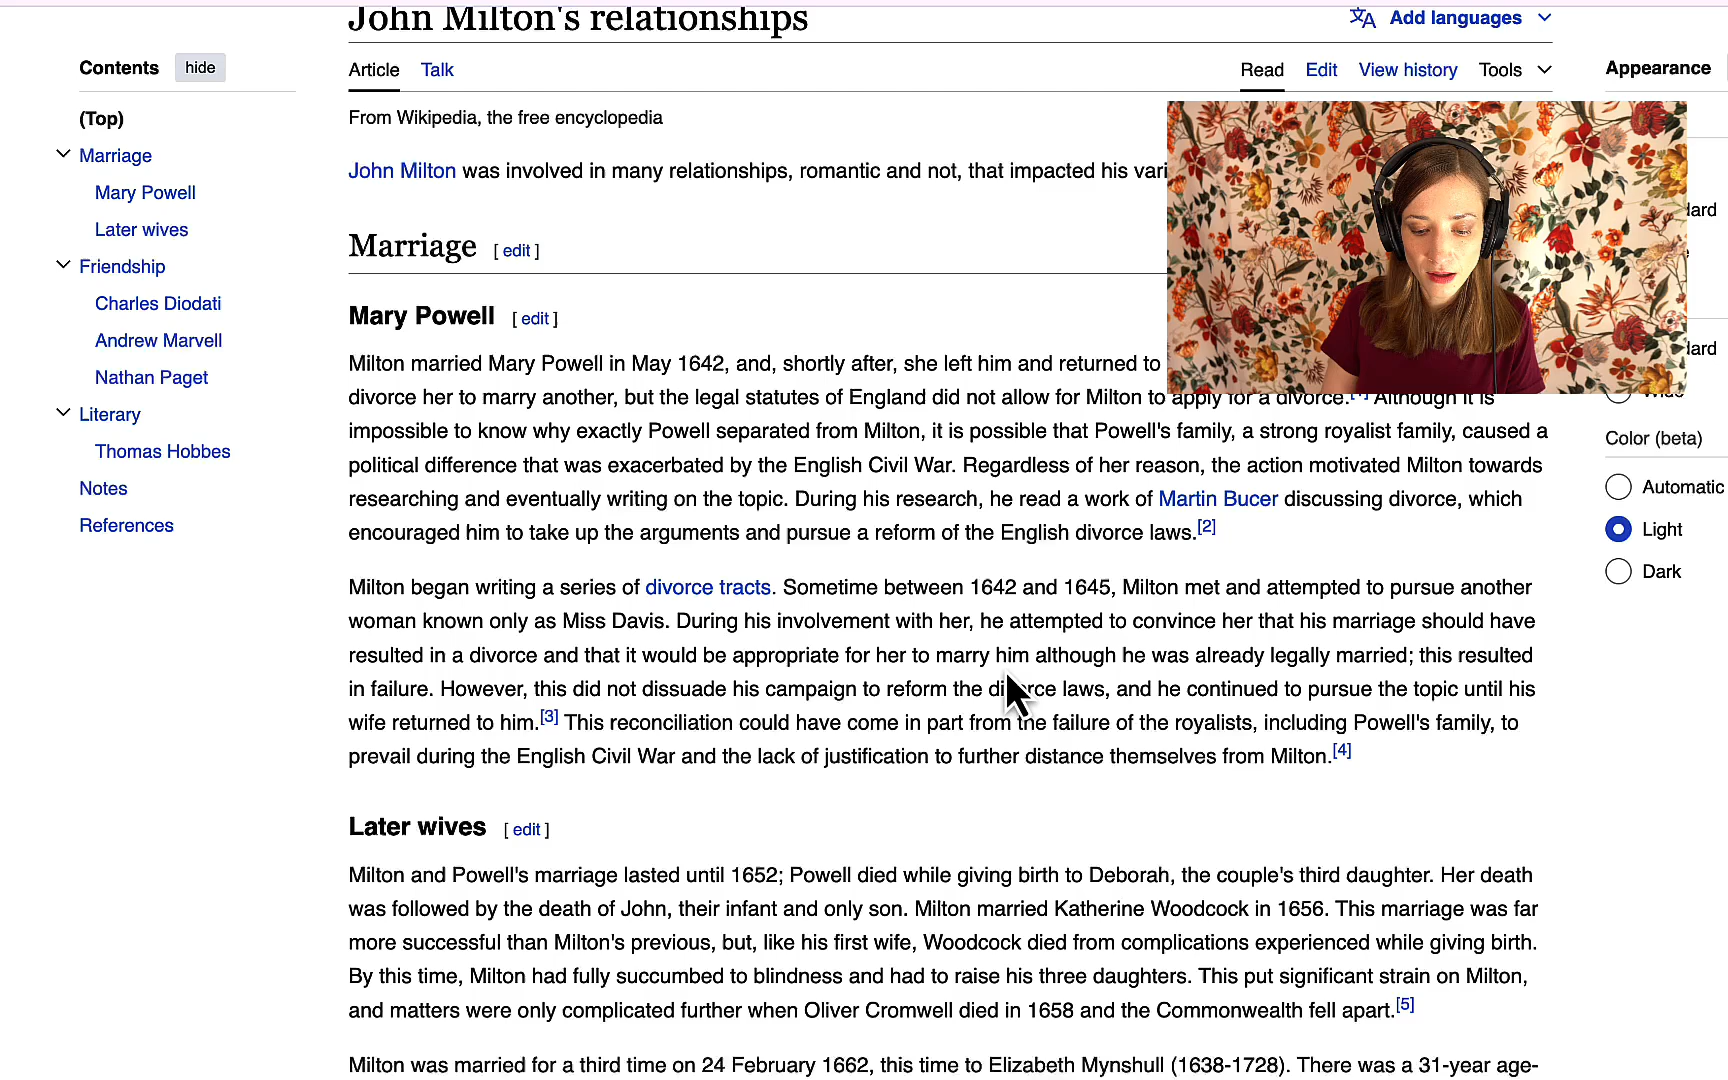 John Milton's relationships
Add languages
Contents hide
Article Talk Read Edit View history Tools
Appearance
(Top)
From Wikipedia, the free encyclopedia
Marriage
John Milton was involved in many relationships, romantic and not, that impacted his
Mary Powell
Later wives
Marriage [ edit ]
Friendship
Charles Diodati
Mary Powell [ edit ]
Andrew Marvell
Milton married Mary Powell in May 1642, and, shortly after, she left him and returned to
Nathan Paget
divorce her to marry another, but the legal statutes of England did not allow for Milton to apply for a divorce. Although it is
Literary
impossible to know why exactly Powell separated from Milton, it is possible that Powell's family, a strong royalist family, caused a
Color (beta)
Thomas Hobbes
political difference that was exacerbated by the English Civil War. Regardless of her reason, the action motivated Milton towards
Notes
Automatic
researching and eventually writing on the topic. During his research, he read a work of Martin Bucer discussing divorce, which
References
Light
encouraged him to take up the arguments and pursue a reform of the English divorce laws.[2]
Dark
Milton began writing a series of divorce tracts. Sometime between 1642 and 1645, Milton met and attempted to pursue another
woman known only as Miss Davis. During his involvement with her, he attempted to convince her that his marriage should have
resulted in a divorce and that it would be appropriate for her to marry him although he was already legally married; this resulted
in failure. However, this did not dissuade his campaign to reform the divorce laws, and he continued to pursue the topic until his
wife returned to him.[3] This reconciliation could have come in part from the failure of the royalists, including Powell's family, to
prevail during the English Civil War and the lack of justification to further distance themselves from Milton.[4]
Later wives [ edit ]
Milton and Powell's marriage lasted until 1652; Powell died while giving birth to Deborah, the couple's third daughter. Her death
was followed by the death of John, their infant and only son. Milton married Katherine Woodcock in 1656. This marriage was far
more successful than Milton's previous, but, like his first wife, Woodcock died from complications experienced while giving birth.
By this time, Milton had fully succumbed to blindness and had to raise his three daughters. This put significant strain on Milton,
and matters were only complicated further when Oliver Cromwell died in 1658 and the Commonwealth fell apart.[5]
Milton was married for a third time on 24 February 1662, this time to Elizabeth Mynshull (1638-1728). There was a 31-year age-